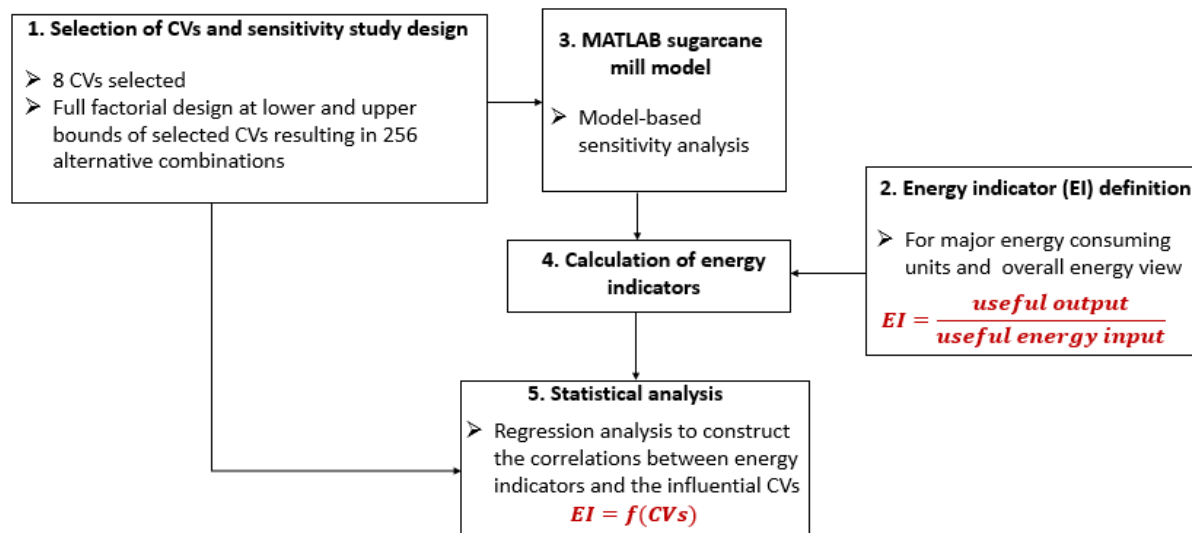 1. Selection of CVs and sensitivity study design
➢ 8 CVs selected
➢ Full factorial design at lower and upper
bounds of selected CVs resulting in 256
alternative combinations
3. MATLAB sugarcane
mill model
➢ Model-based
sensitivity analysis
2. Energy indicator (EI) definition
➢ For major energy consuming
units and overall energy view
EI = useful output / useful energy input
4. Calculation of energy
indicators
5. Statistical analysis
➢ Regression analysis to construct
the correlations between energy
indicators and the influential CVs
EI = f(CVs)